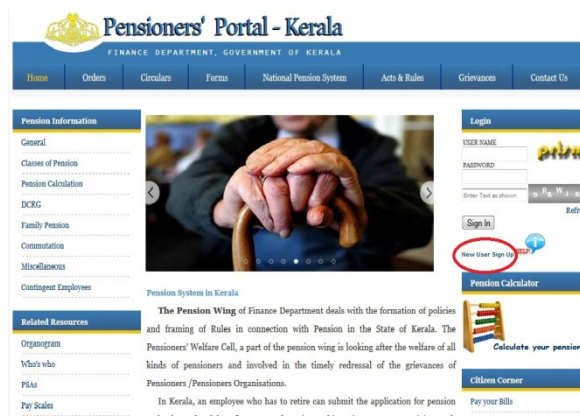 Pensioners' Portal - Kerala
FINANCE DEPARTMENT, GOVERNMENT OF KERALA
Home Orders Circulars Forms National Pension System Acts & Rules Grievances Contact Us
Pension Information
General
Classes of Pension
Pension Calculation
DCRG
Family Pension
Commutation
Miscellaneous
Contingent Employees
Related Resources
Organogram
Who's who
PSAs
Pay Scales
Pension System in Kerala
The Pension Wing of Finance Department deals with the formation of policies
and framing of Rules in connection with Pension in the State of Kerala. The
Pensioners' Welfare Cell, a part of the pension wing is looking after the welfare of all
kinds of pensioners and involved in the timely redressal of the grievances of
Pensioners /Pensioners Organisations.
In Kerala, an employee who has to retire can submit the application for pension
Login
USER NAME
PASSWORD
Enter Text as shown
Refre
Sign In
New User Sign Up
HELP!
Pension Calculator
Calculate your pension
Citizen Corner
Pay your Bills